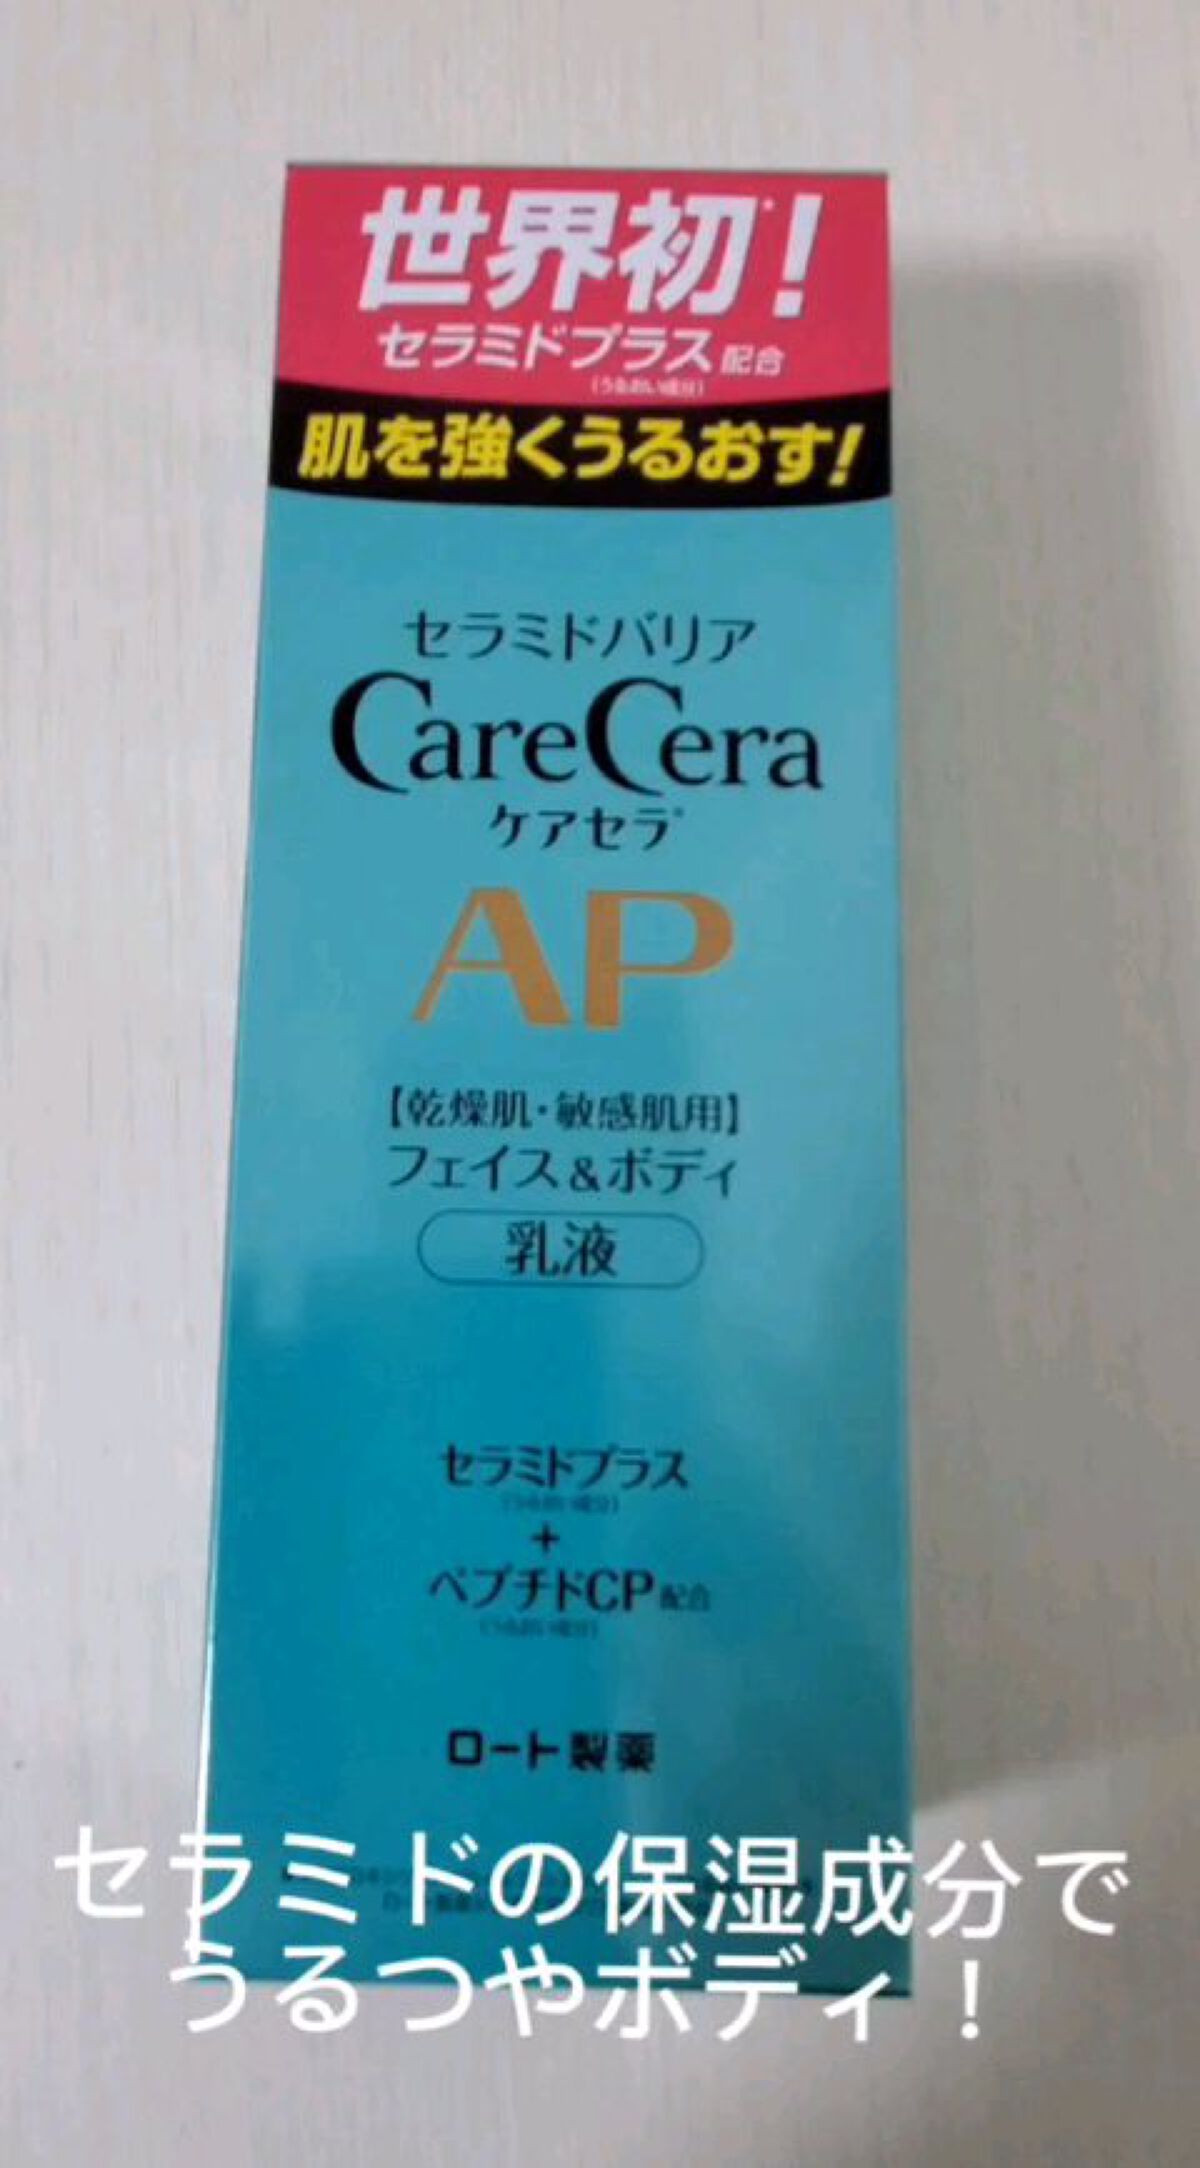 世界初*!
セラミドプラス配合
(うるおい成分)
肌を強くうるおす!
セラミドバリア
CareCera
ケアセラ
AP
【乾燥肌・敏感肌用】
フェイス&ボディ
乳液
セラミドプラス
(うるおい成分)
+
ペプチドCP配合
(うるおい成分)
ロート製薬
セラミドの保湿成分で
うるつやボディ!